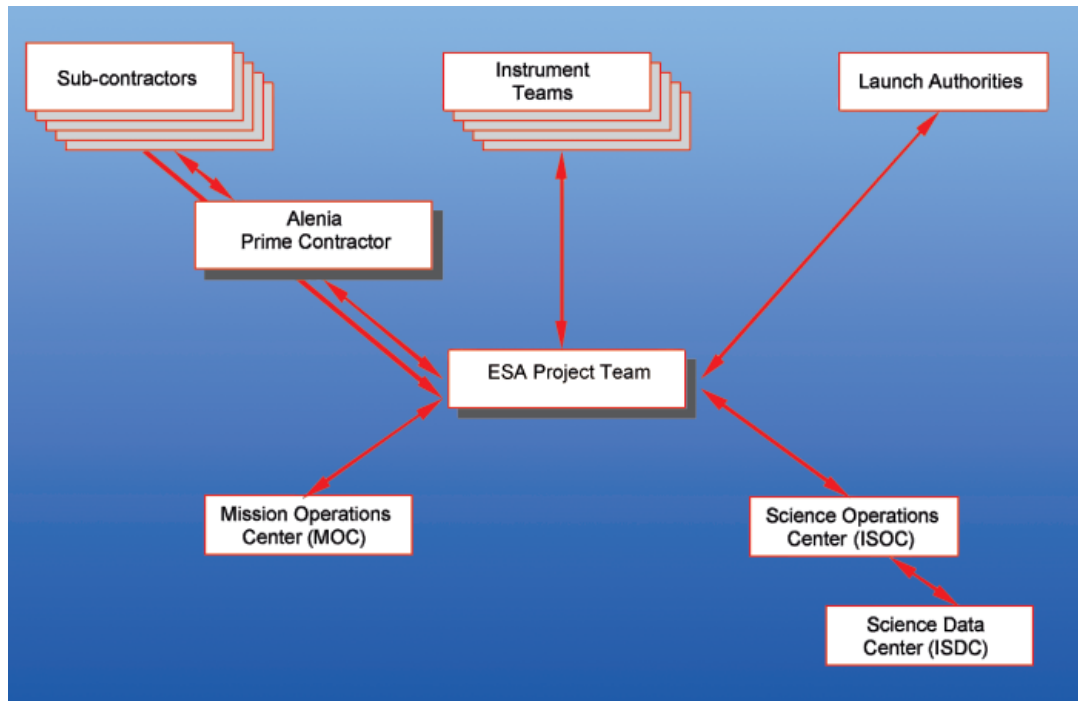 Sub-contractors
Instrument
Teams
Launch Authorities
Alenia
Prime Contractor
ESA Project Team
Mission Operations
Center (MOC)
Science Operations
Center (ISOC)
Science Data
Center (ISDC)